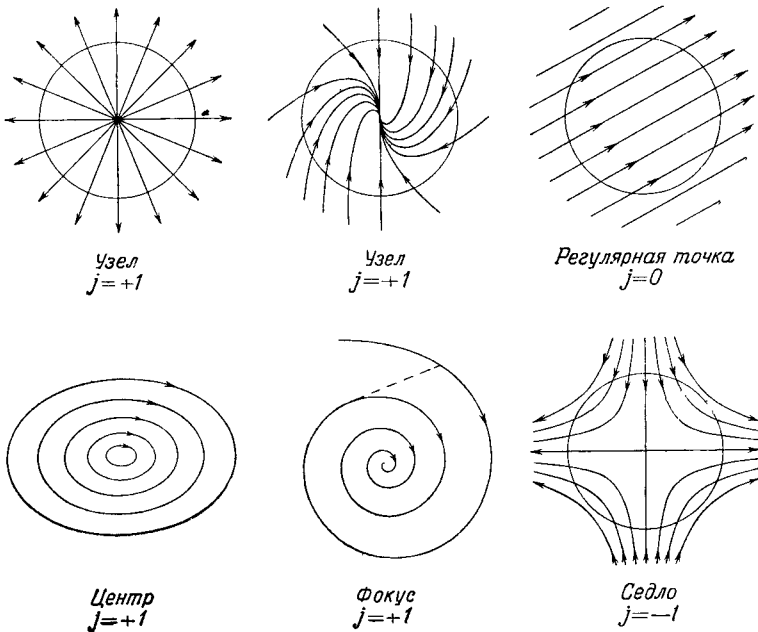 Узел
j=+1
Узел
j=+1
Регулярная точка
j=0
Центр
j=+1
Фокус
j=+1
Седло
j=−1